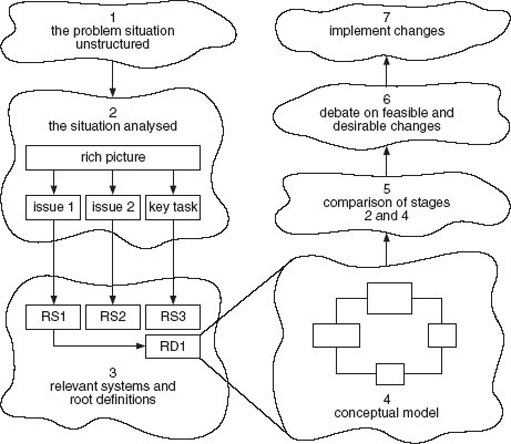 1
the problem situation
unstructured
2
the situation analysed
rich picture
issue 1
issue 2
key task
RS1
RS2
RS3
RD1
3
relevant systems and
root definitions
4
conceptual model
5
comparison of stages
2 and 4
6
debate on feasible and
desirable changes
7
implement changes